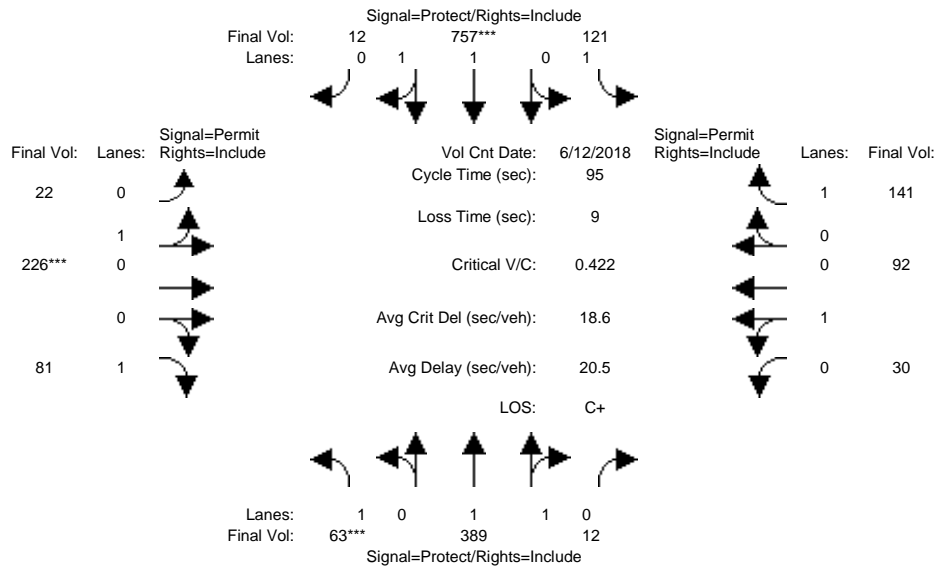 Signal=Protect/Rights=Include
Final Vol: 12 757*** 121
Lanes: 0 1 1 0 1
Signal=Permit
Final Vol: Lanes: Rights=Include
Vol Cnt Date: 6/12/2018
Signal=Permit
Rights=Include Lanes: Final Vol:
Cycle Time (sec): 95
22 0
1 141
Loss Time (sec): 9
1
0
226*** 0
Critical V/C: 0.422
0 92
0
Avg Crit Del (sec/veh): 18.6
1
81 1
Avg Delay (sec/veh): 20.5
0 30
LOS: C+
Lanes: 1 0 1 1 0
Final Vol: 63*** 389 12
Signal=Protect/Rights=Include